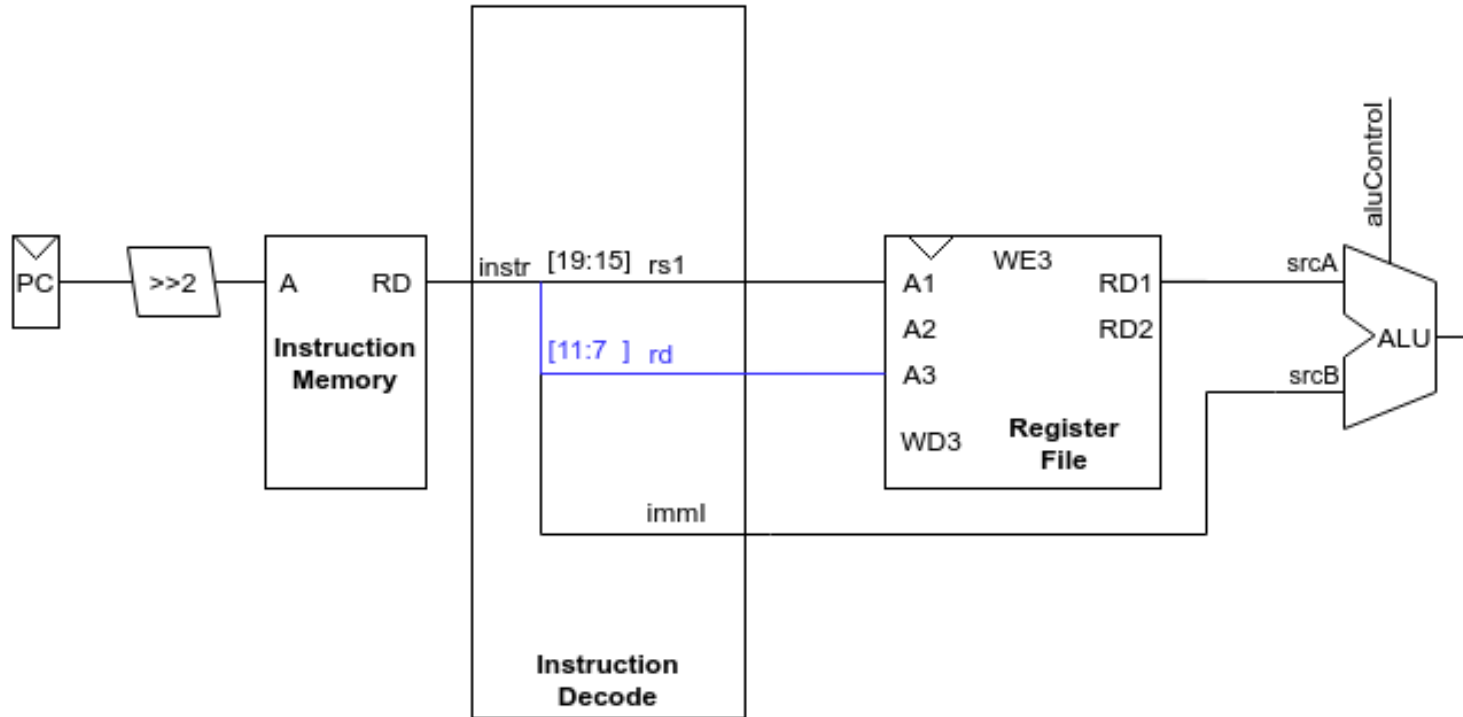 aluControl
instr [19:15] rs1
PC >>2 A RD
Instruction
Memory
[11:7 ] rd
immI
Instruction
Decode
WE3
A1 RD1
A2 RD2
A3
WD3
Register
File
srcA
ALU
srcB